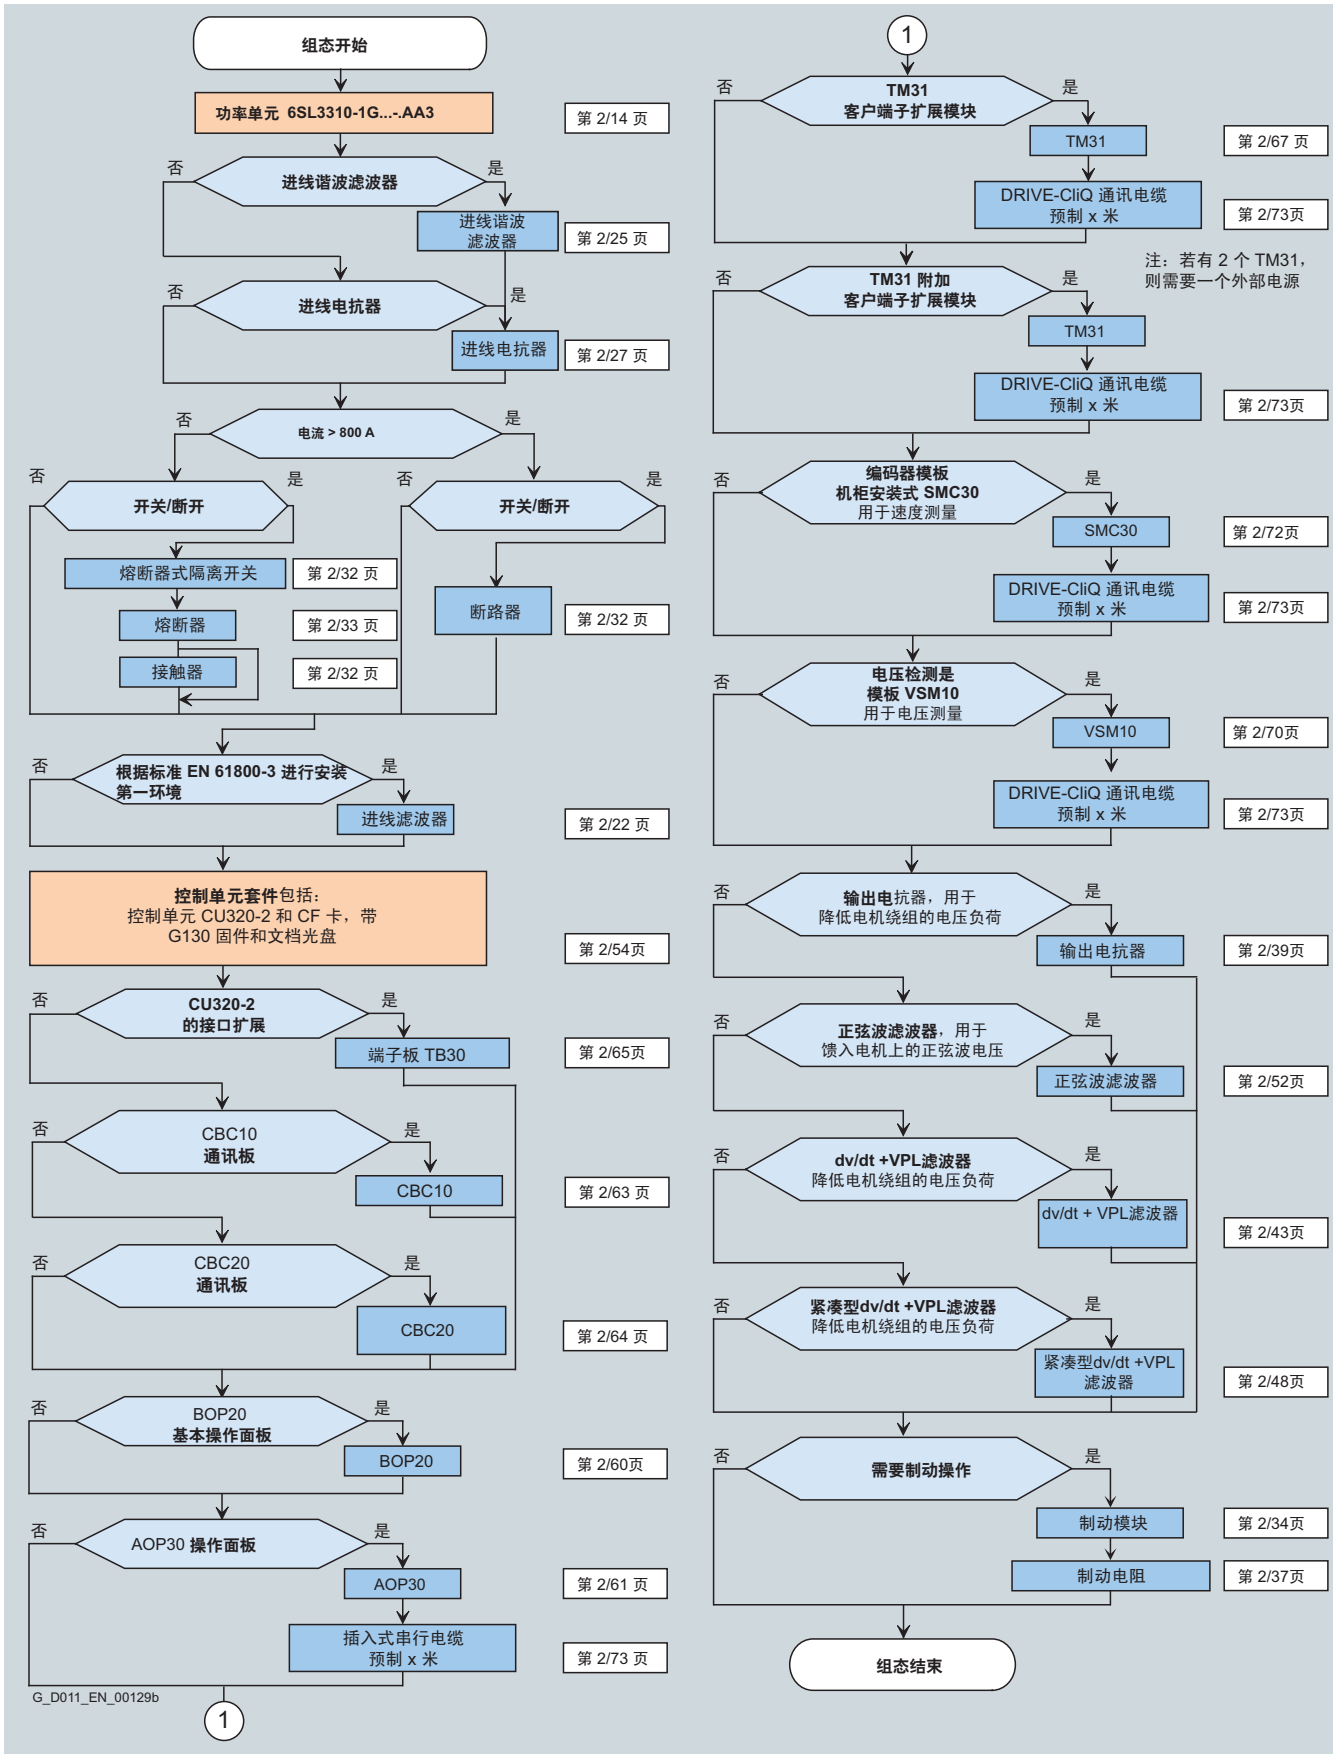 组态开始
功率单元 6SL3310-1G...-.AA3
第 2/14 页
否
是
进线谐波滤波器
进线谐波
滤波器
第 2/25 页
否
是
进线电抗器
进线电抗器
第 2/27 页
否
是
电流 > 800 A
否
是
开关/断开
否
是
开关/断开
熔断器式隔离开关
第 2/32 页
熔断器
第 2/33 页
接触器
第 2/32 页
断路器
第 2/32 页
否
是
根据标准 EN 61800-3 进行安装
第一环境
进线滤波器
第 2/22 页
控制单元套件包括：
控制单元 CU320-2 和 CF 卡，带
G130 固件和文档光盘
第 2/54页
否
是
CU320-2
的接口扩展
端子板 TB30
第 2/65页
否
是
CBC10
通讯板
CBC10
第 2/63 页
否
是
CBC20
通讯板
CBC20
第 2/64 页
否
是
BOP20
基本操作面板
BOP20
第 2/60页
否
是
AOP30 操作面板
AOP30
第 2/61 页
插入式串行电缆
预制 x 米
第 2/73 页
G_D011_EN_00129b
1
1
否
是
TM31
客户端子扩展模块
TM31
第 2/67 页
DRIVE-CliQ 通讯电缆
预制 x 米
第 2/73页
注：若有 2 个 TM31，
则需要一个外部电源
否
是
TM31 附加
客户端子扩展模块
TM31
DRIVE-CliQ 通讯电缆
预制 x 米
第 2/73页
否
是
编码器模板
机柜安装式 SMC30
用于速度测量
SMC30
第 2/72页
DRIVE-CliQ 通讯电缆
预制 x 米
第 2/73页
否
是
电压检测是
模板 VSM10
用于电压测量
VSM10
第 2/70页
DRIVE-CliQ 通讯电缆
预制 x 米
第 2/73页
否
是
输出电抗器，用于
降低电机绕组的电压负荷
输出电抗器
第 2/39页
否
是
正弦波滤波器，用于
馈入电机上的正弦波电压
正弦波滤波器
第 2/52页
否
是
dv/dt +VPL滤波器
降低电机绕组的电压负荷
dv/dt + VPL滤波器
第 2/43页
否
是
紧凑型dv/dt +VPL滤波器
降低电机绕组的电压负荷
紧凑型dv/dt +VPL
滤波器
第 2/48页
否
是
需要制动操作
制动模块
第 2/34页
制动电阻
第 2/37页
组态结束